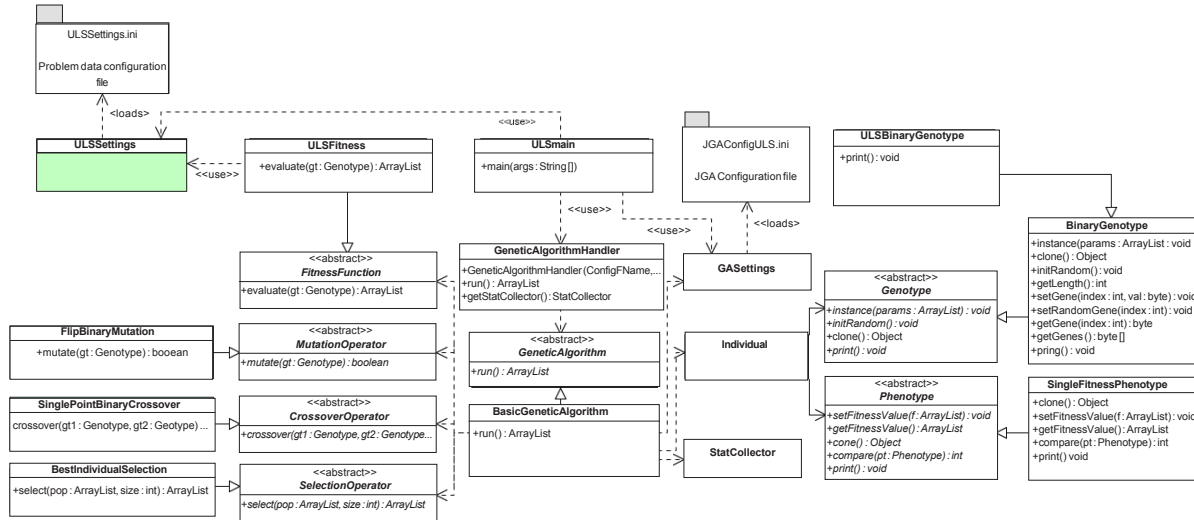 ULSSettings.ini
Problem data configuration
file
<loads>
<<use>>
ULSSettings
<<use>>
ULSFitness
+evaluate(gt : Genotype) : ArrayList
ULSmain
+main(args : String [])
JGAConfigULS.ini
JGA Configuration file
<<loads>
ULSBinaryGenotype
+print() : void
<<use>>
<<use>>
<<abstract>>
FitnessFunction
+evaluate(gt : Genotype) : ArrayList
GeneticAlgorithmHandler
+GeneticAlgorithmHandler(ConfigFName,...
+run() : ArrayList
+getStatCollector() : StatCollector
GASettings
BinaryGenotype
+instance(params : ArrayList : void
+clone() : Object
+initRandom() : void
+getLength() : int
+setGene(index : int, val : byte) : void
+setRandomGene(index : int) : void
+getGene(index : int) : byte
+getGenes() : byte []
+pring() : void
<<abstract>>
Genotype
+instance(params : ArrayList) : void
+initRandom() : void
+clone() : Object
+print() : void
FlipBinaryMutation
+mutate(gt : Genotype) : booean
<<abstract>>
MutationOperator
+mutate(gt : Genotype) : boolean
<<abstract>>
GeneticAlgorithm
+run() : ArrayList
Individual
SinglePointBinaryCrossover
crossover(gt1 : Genotype, gt2 : Geotype) ...
<<abstract>>
CrossoverOperator
+crossover(gt1 : Genotype, gt2 : Genotype...
BasicGeneticAlgorithm
+run() : ArrayList
<<abstract>>
Phenotype
+setFitnessValue(f : ArrayList) : void
+getFitnessValue() : ArrayList
+cone() : Object
+compare(pt : Phenotype) : int
+print() : void
SingleFitnessPhenotype
+clone() : Object
+setFitnessValue(f : ArrayList) : void
+getFitnessValue() : ArrayList
+compare(pt : Phenotype) : int
+print() void
BestIndividualSelection
+select(pop : ArrayList, size : int) : ArrayList
<<abstract>>
SelectionOperator
+select(pop : ArrayList, size : int) : ArrayList
StatCollector